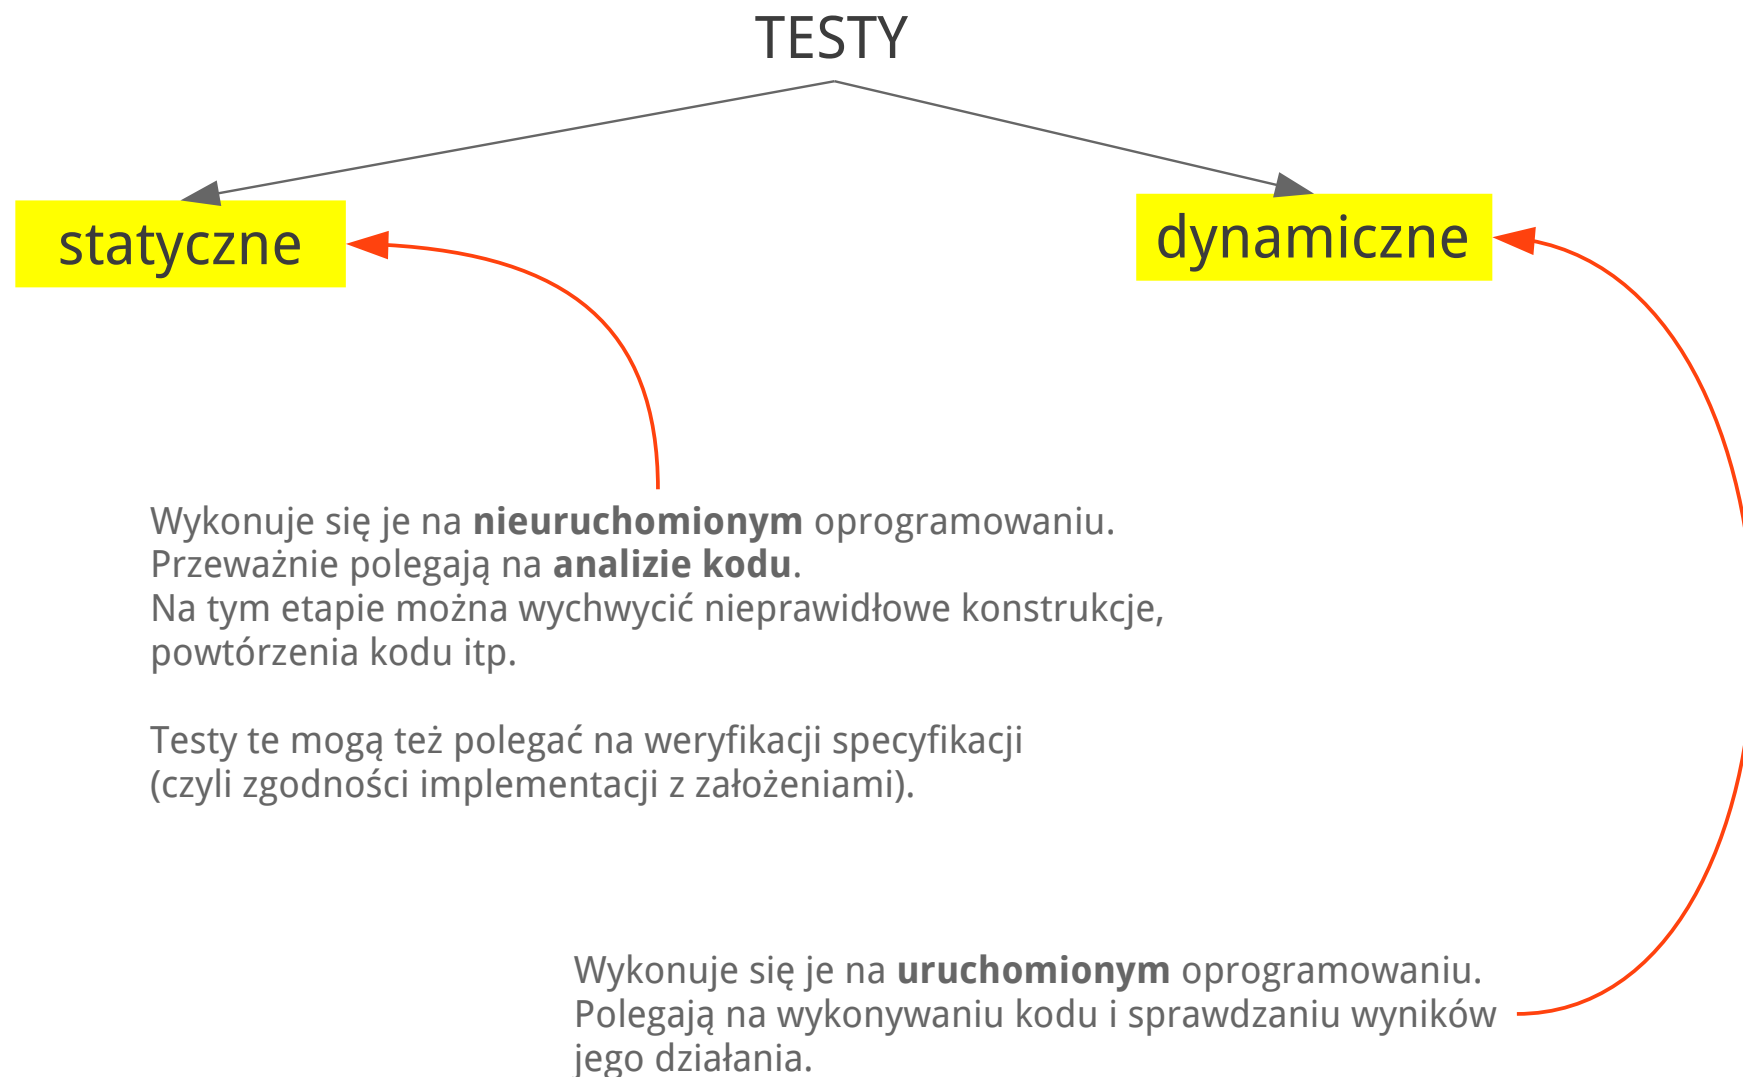 TESTY
statyczne
dynamiczne
Wykonuje się je na nieuruchomionym oprogramowaniu.
Przeważnie polegają na analizie kodu.
Na tym etapie można wychwycić nieprawidłowe konstrukcje,
powtórzenia kodu itp.
Testy te mogą też polegać na weryfikacji specyfikacji
(czyli zgodności implementacji z założeniami).
Wykonuje się je na uruchomionym oprogramowaniu.
Polegają na wykonywaniu kodu i sprawdzaniu wyników
jego działania.